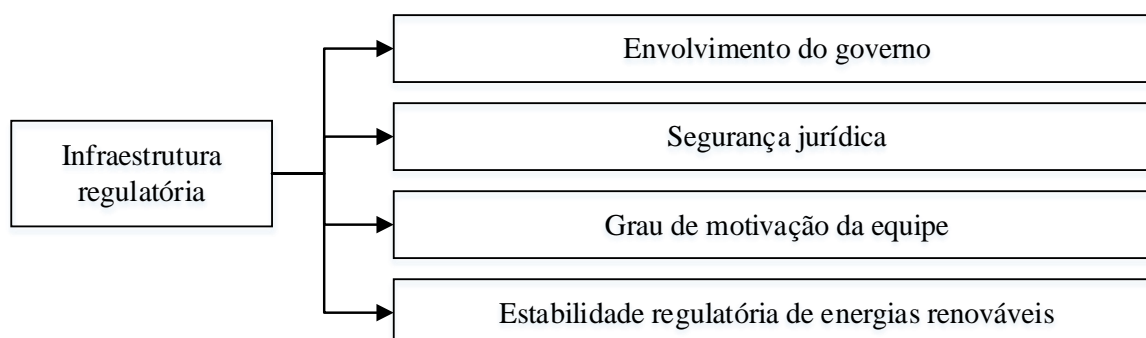 Envolvimento do governo
Segurança jurídica
Infraestrutura
regulatória
Grau de motivação da equipe
Estabilidade regulatória de energias renováveis